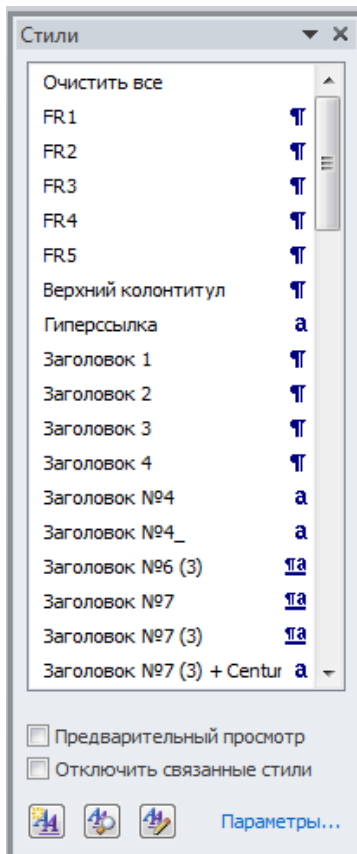 Стили
Очистить все
FR1 ¶
FR2 ¶
FR3 ¶
FR4 ¶
FR5 ¶
Верхний колонтитул ¶
Гиперссылка a
Заголовок 1 ¶
Заголовок 2 ¶
Заголовок 3 ¶
Заголовок 4 ¶
Заголовок №4 a
Заголовок №4_ a
Заголовок №6 (3) ¶a
Заголовок №7 ¶a
Заголовок №7 (3) ¶a
Заголовок №7 (3) + Centur a
Предварительный просмотр
Отключить связанные стили
Параметры...